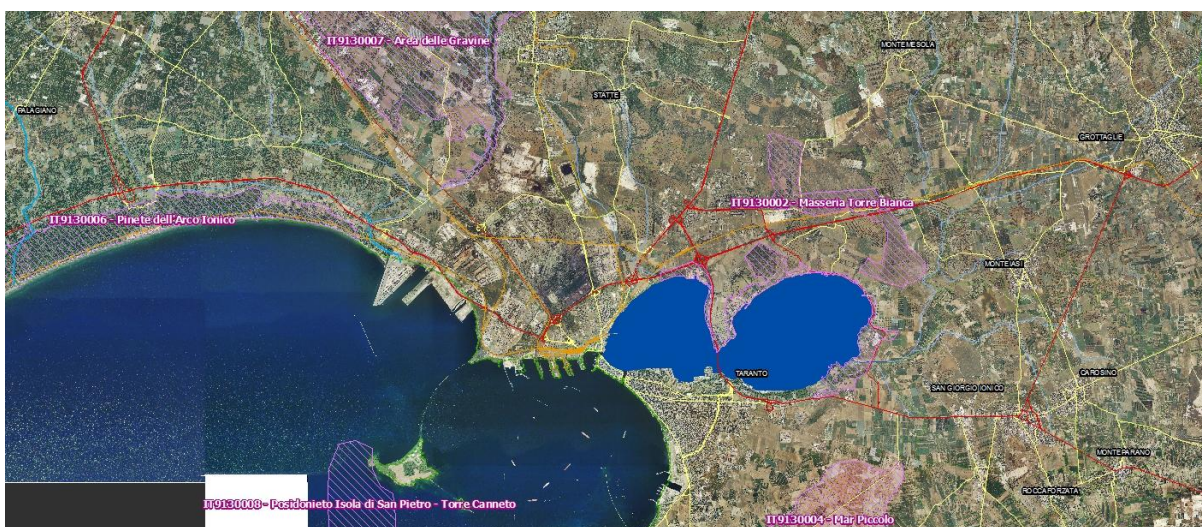 IT9130007 - Area delle Gravine
MONTEMESOLA
STATTE
PALAGIANO
GROTTAGLIE
IT9130002 - Masseria Torre Bianca
IT9130006 - Pinete dell'Arco Ionico
MONTEIASI
TARANTO
CAROSINO
SAN GIORGIO IONICO
MONTEPARANO
ROCCAFORZATA
IT9130008 - Posidonieto Isola di San Pietro - Torre Canneto
IT9130004 - Mar Piccolo